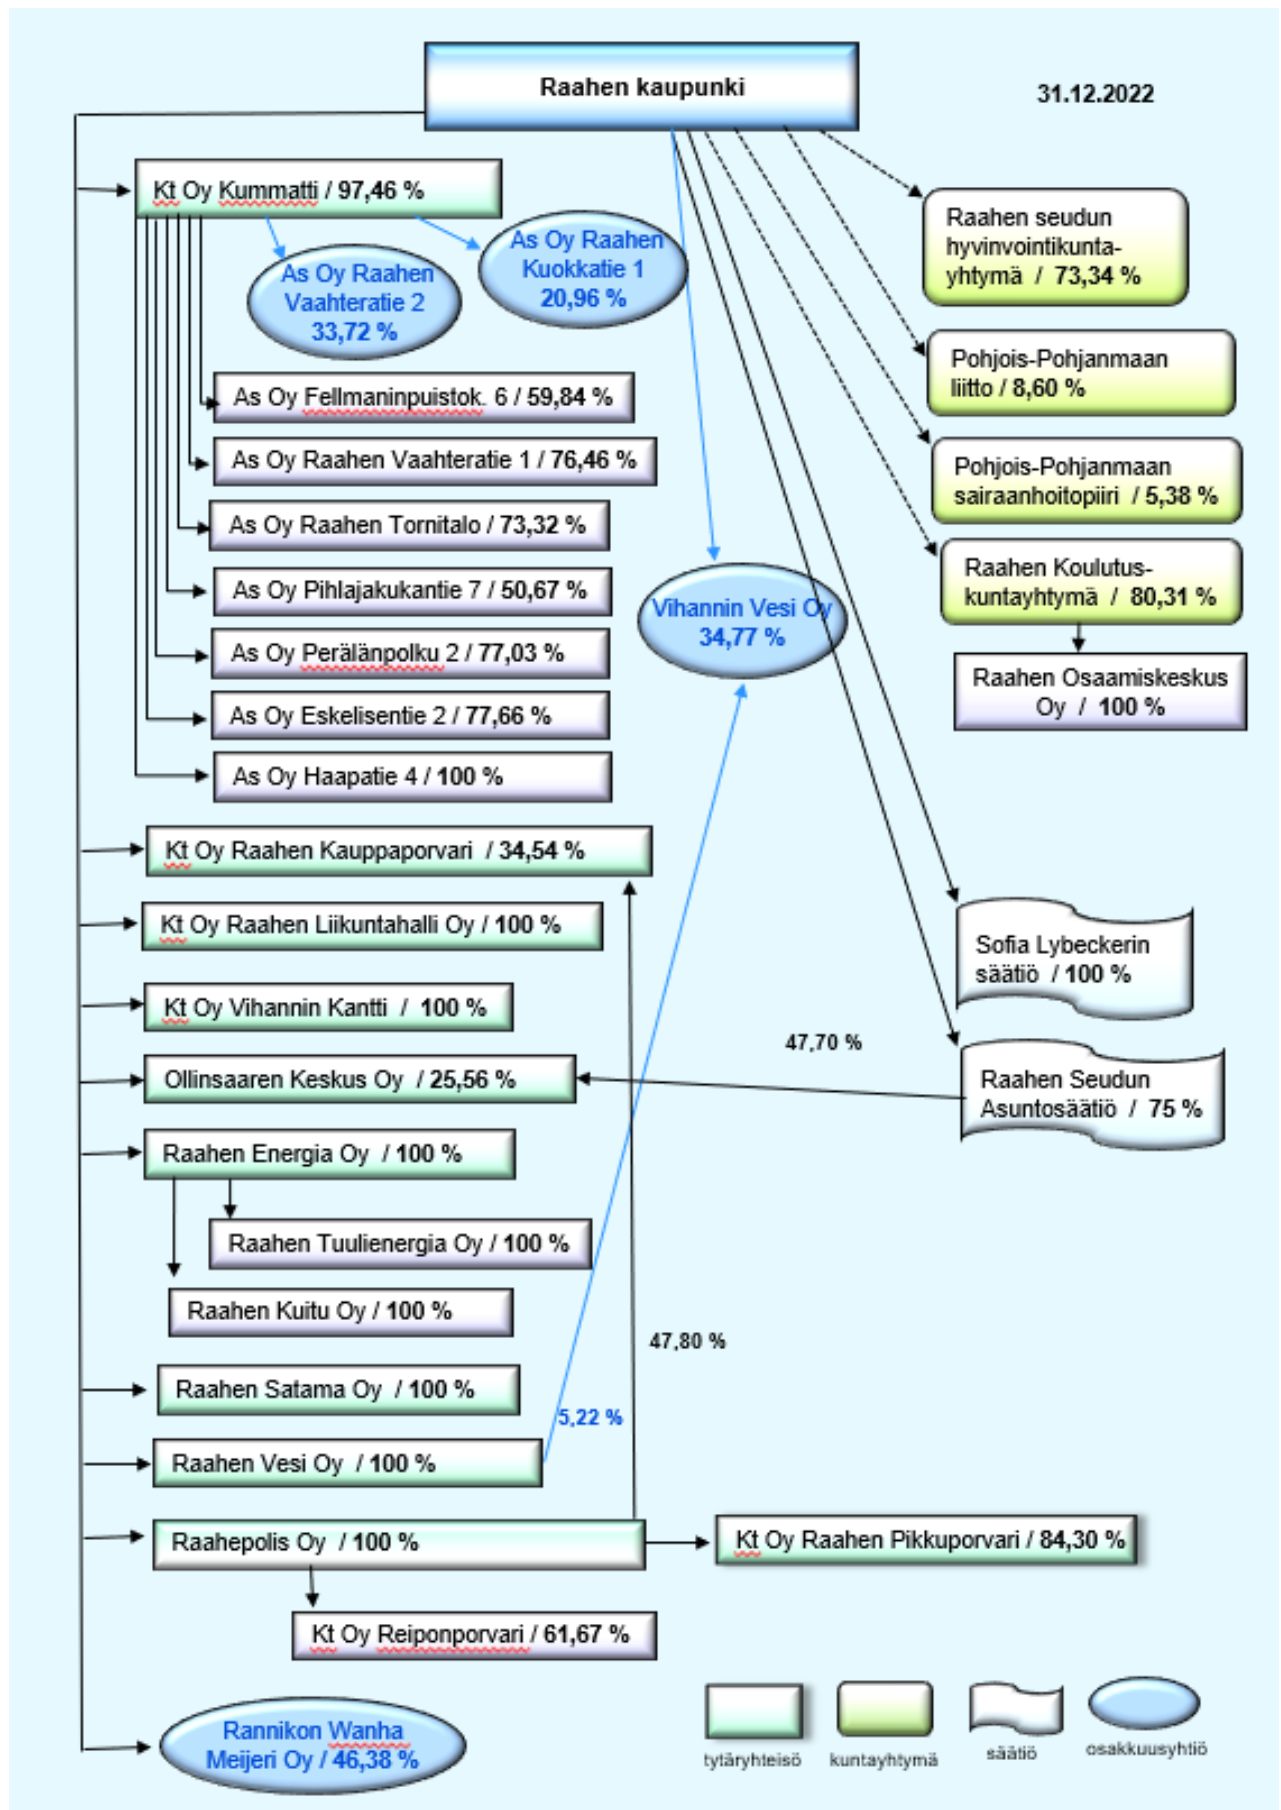 Raahen kaupunki
31.12.2022
Kt Oy Kummatti / 97,46 %
As Oy Raahen
Vaahteratie 2
33,72 %
As Oy Raahen
Kuokkatie 1
20,96 %
As Oy Fellmaninpuistok. 6 / 59,84 %
As Oy Raahen Vaahteratie 1 / 76,46 %
As Oy Raahen Tornitalo / 73,32 %
As Oy Pihlajakukantie 7 / 50,67 %
As Oy Perälänpolku 2 / 77,03 %
As Oy Eskelisentie 2 / 77,66 %
As Oy Haapatie 4 / 100 %
Raahen seudun
hyvinvointikunta-
yhtymä / 73,34 %
Pohjois-Pohjanmaan
liitto / 8,60 %
Pohjois-Pohjanmaan
sairaanhoitopiiri / 5,38 %
Raahen Koulutus-
kuntayhtymä / 80,31 %
Raahen Osaamiskeskus
Oy / 100 %
Vihannin Vesi Oy
34,77 %
Kt Oy Raahen Kauppaporvari / 34,54 %
Kt Oy Raahen Liikuntahalli Oy / 100 %
Kt Oy Vihannin Kantti / 100 %
Ollinsaaren Keskus Oy / 25,56 %
Sofia Lybeckerin
säätiö / 100 %
47,70 %
Raahen Seudun
Asuntosäätiö / 75 %
Raahen Energia Oy / 100 %
Raahen Tuulienergia Oy / 100 %
Raahen Kuitu Oy / 100 %
47,80 %
Raahen Satama Oy / 100 %
5,22 %
Raahen Vesi Oy / 100 %
Raahepolis Oy / 100 %
Kt Oy Raahen Pikkuporvari / 84,30 %
Kt Oy Reiponporvari / 61,67 %
Rannikon Wanha
Meijeri Oy / 46,38 %
tytäryhteisö
kuntayhtymä
säätiö
osakkuusyhtiö